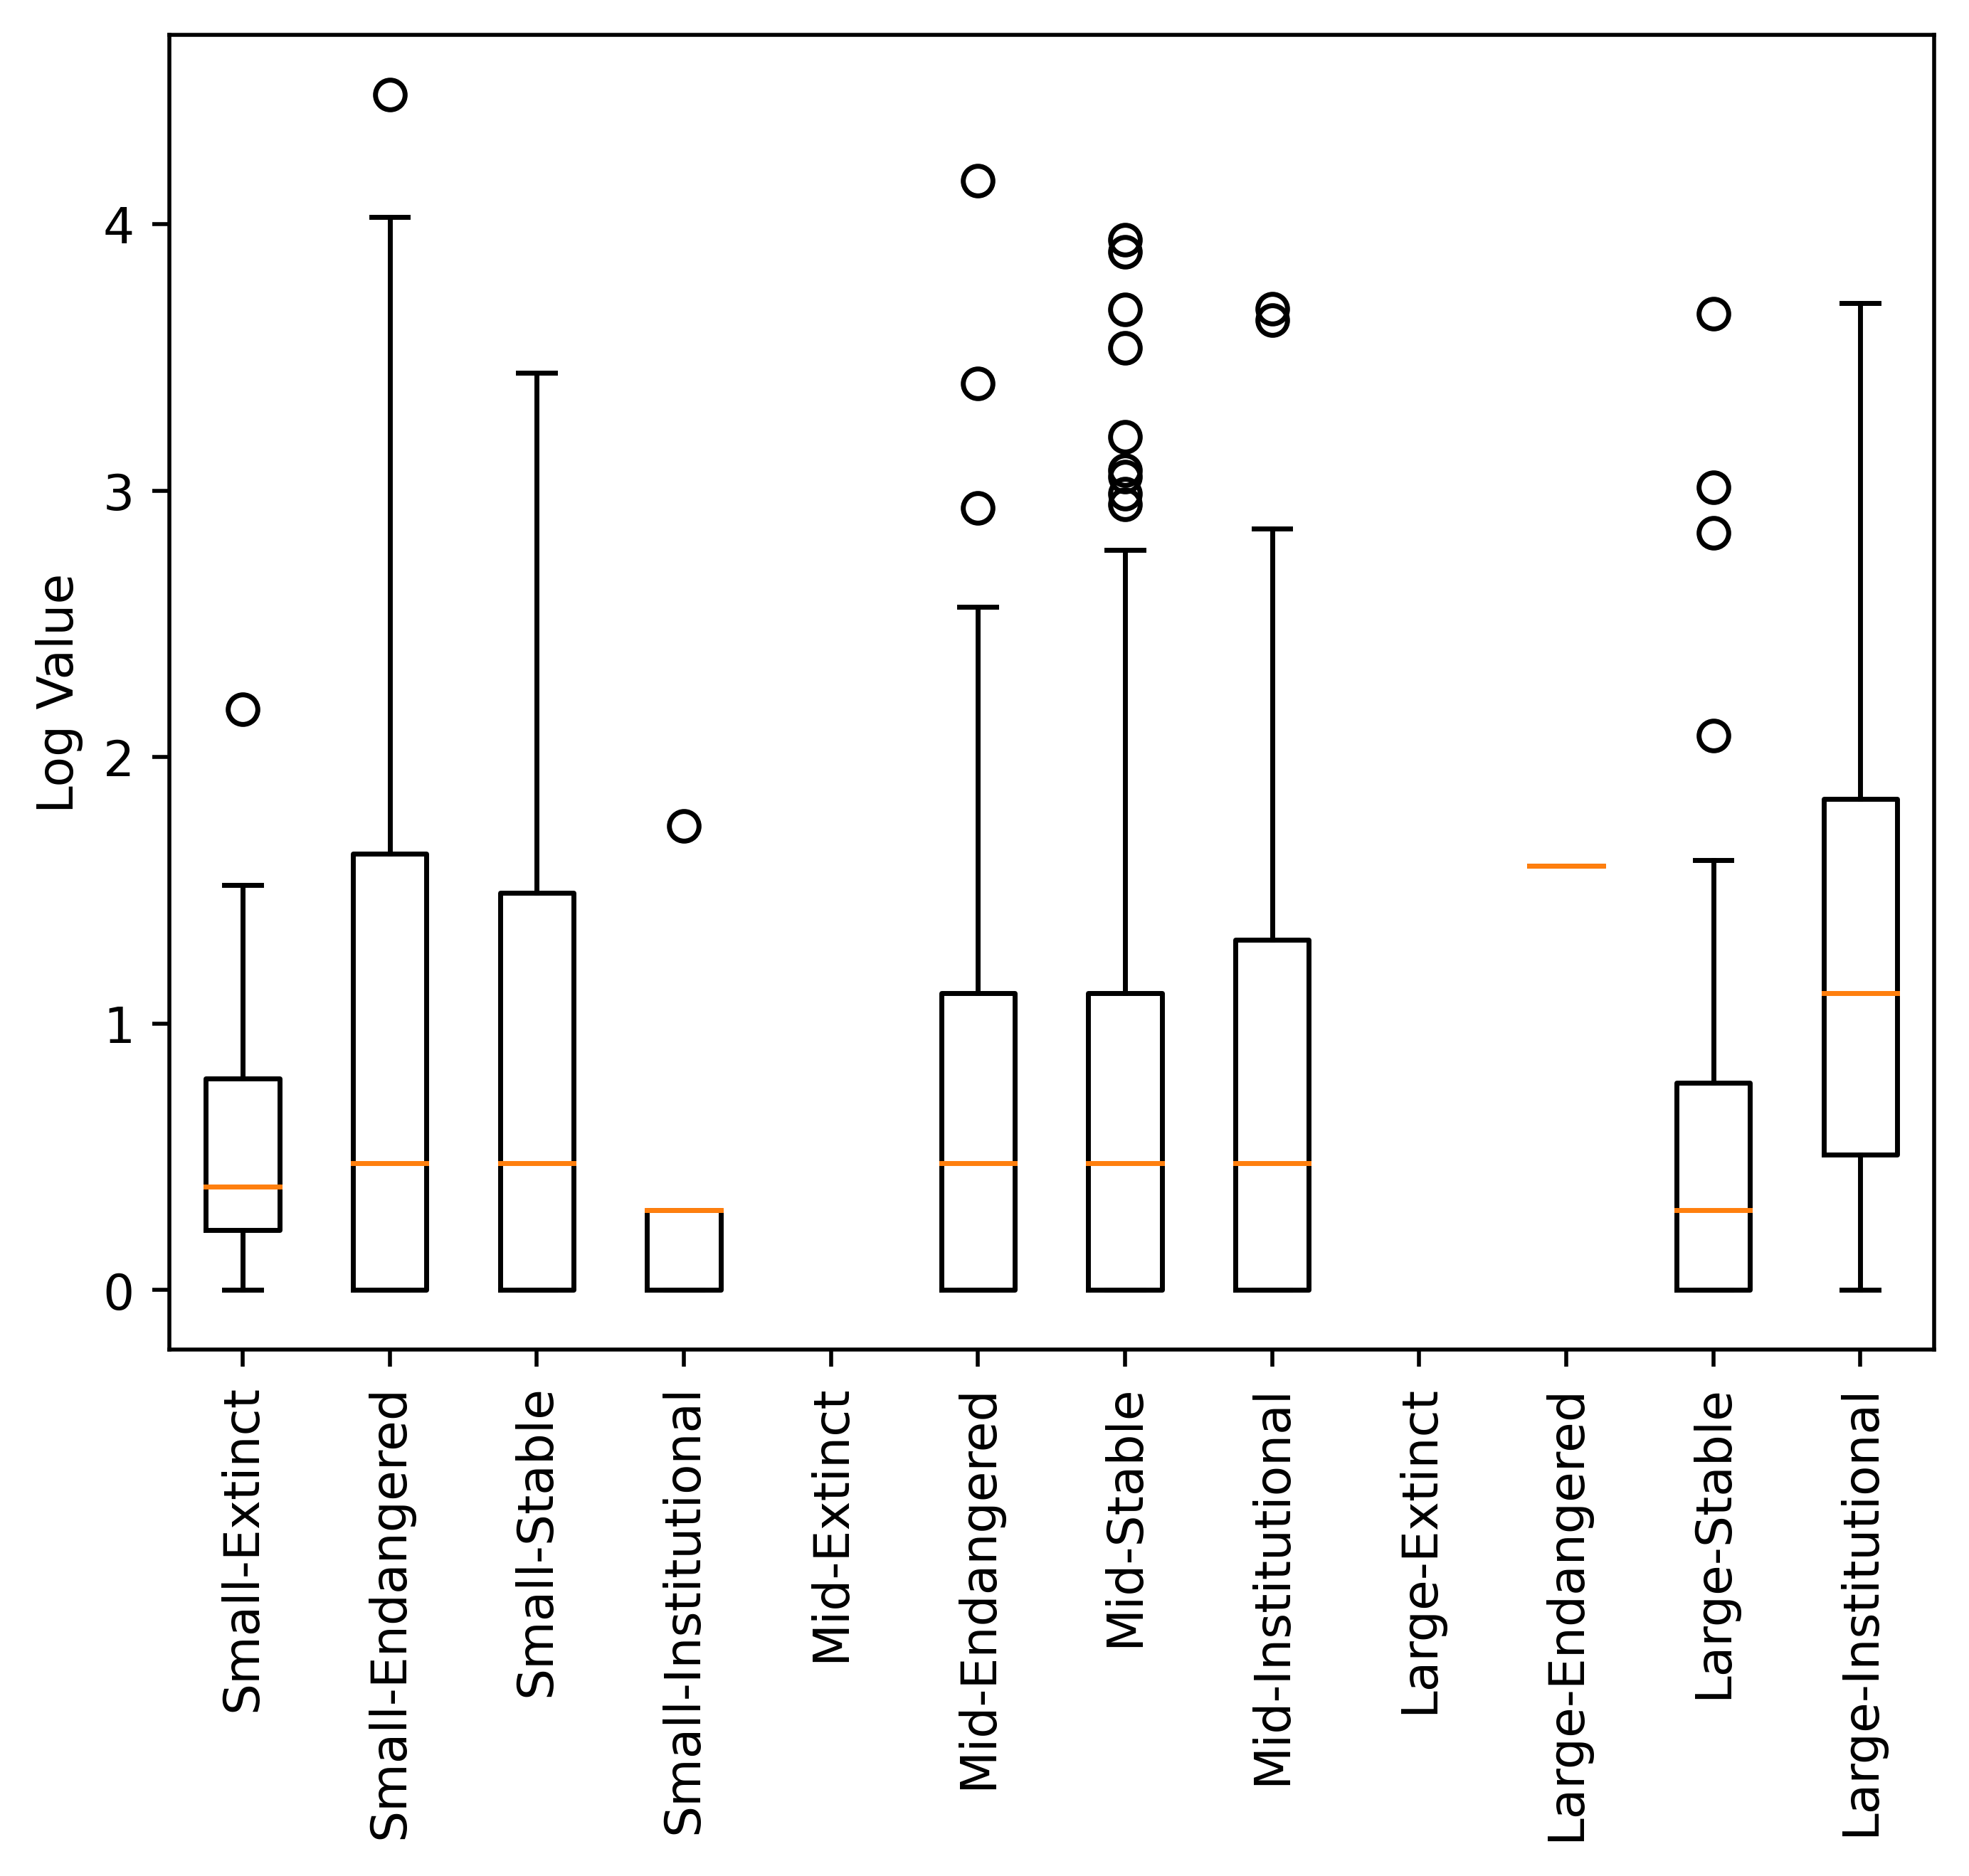 Log Value
4
3
2
1
0
Small-Extinct
Small-Endangered
Small-Stable
Small-Institutional
Mid-Extinct
Mid-Endangered
Mid-Stable
Mid-Institutional
Large-Extinct
Large-Endangered
Large-Stable
Large-Institutional